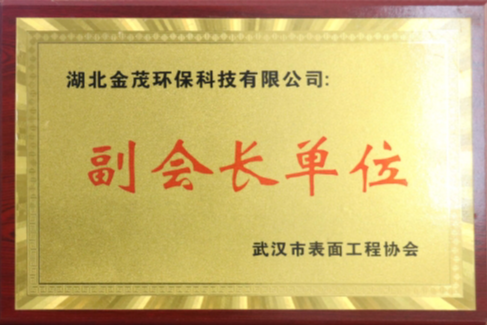 湖北金茂环保科技有限公司:
副会长单位
武汉市表面工程协会